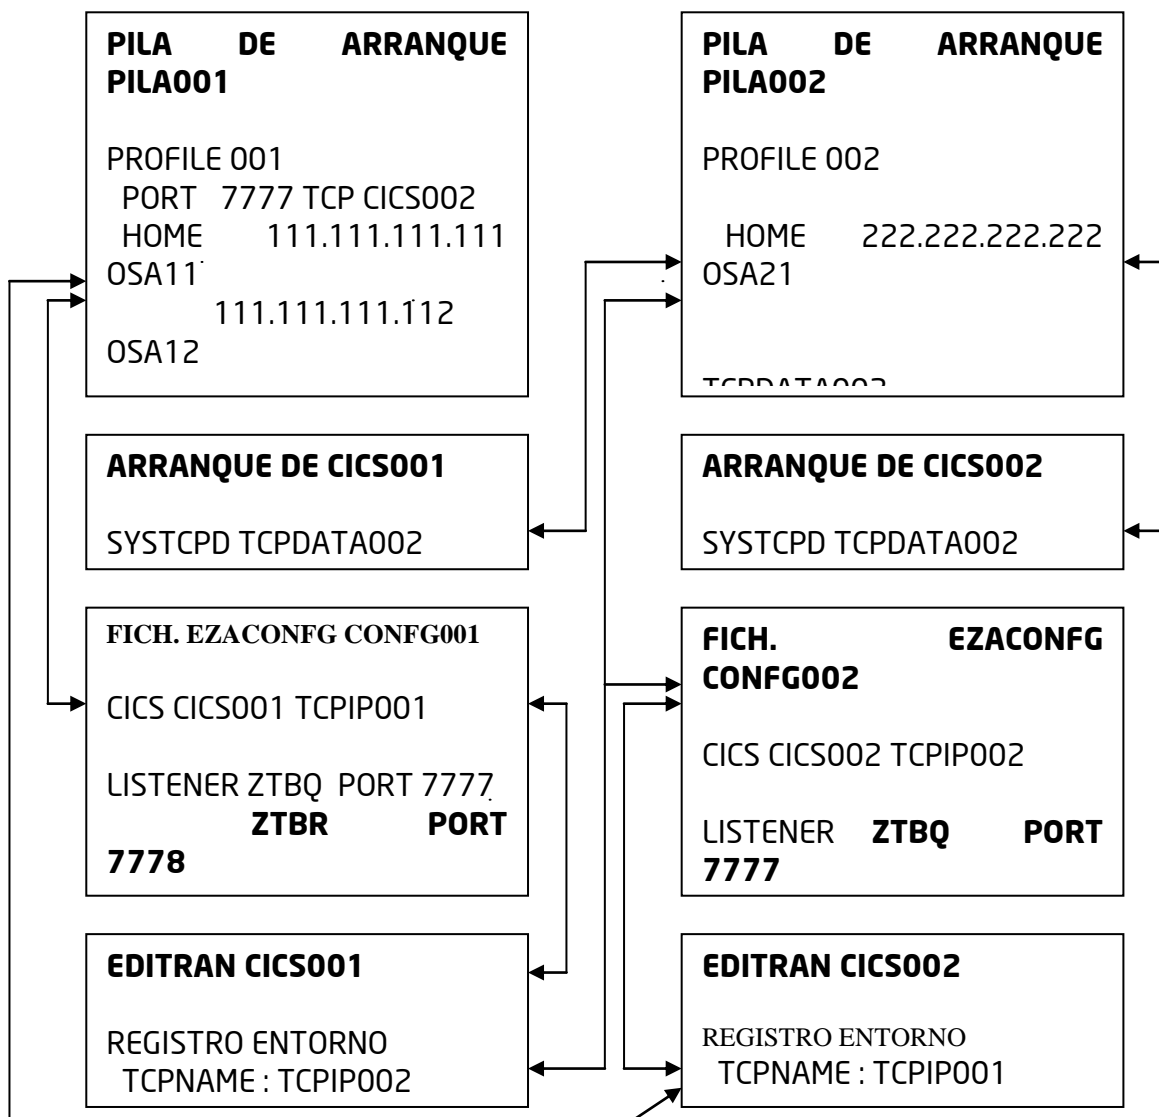 PILA DE ARRANQUE
PILA001
PROFILE 001
PORT 7777 TCP CICS002
HOME 111.111.111.111
OSA11
111.111.111.112
OSA12
PILA DE ARRANQUE
PILA002
PROFILE 002
HOME 222.222.222.222
OSA21
ARRANQUE DE CICS001
SYSTCPD TCPDATA002
ARRANQUE DE CICS002
SYSTCPD TCPDATA002
FICH. EZACONFG CONFG001
CICS CICS001 TCPIP001
LISTENER ZTBQ PORT 7777
ZTBR PORT
7778
FICH. EZACONFG
CONFG002
CICS CICS002 TCPIP002
LISTENER ZTBQ PORT
7777
EDITRAN CICS001
REGISTRO ENTORNO
TCPNAME : TCPIP002
EDITRAN CICS002
REGISTRO ENTORNO
TCPNAME : TCPIP001